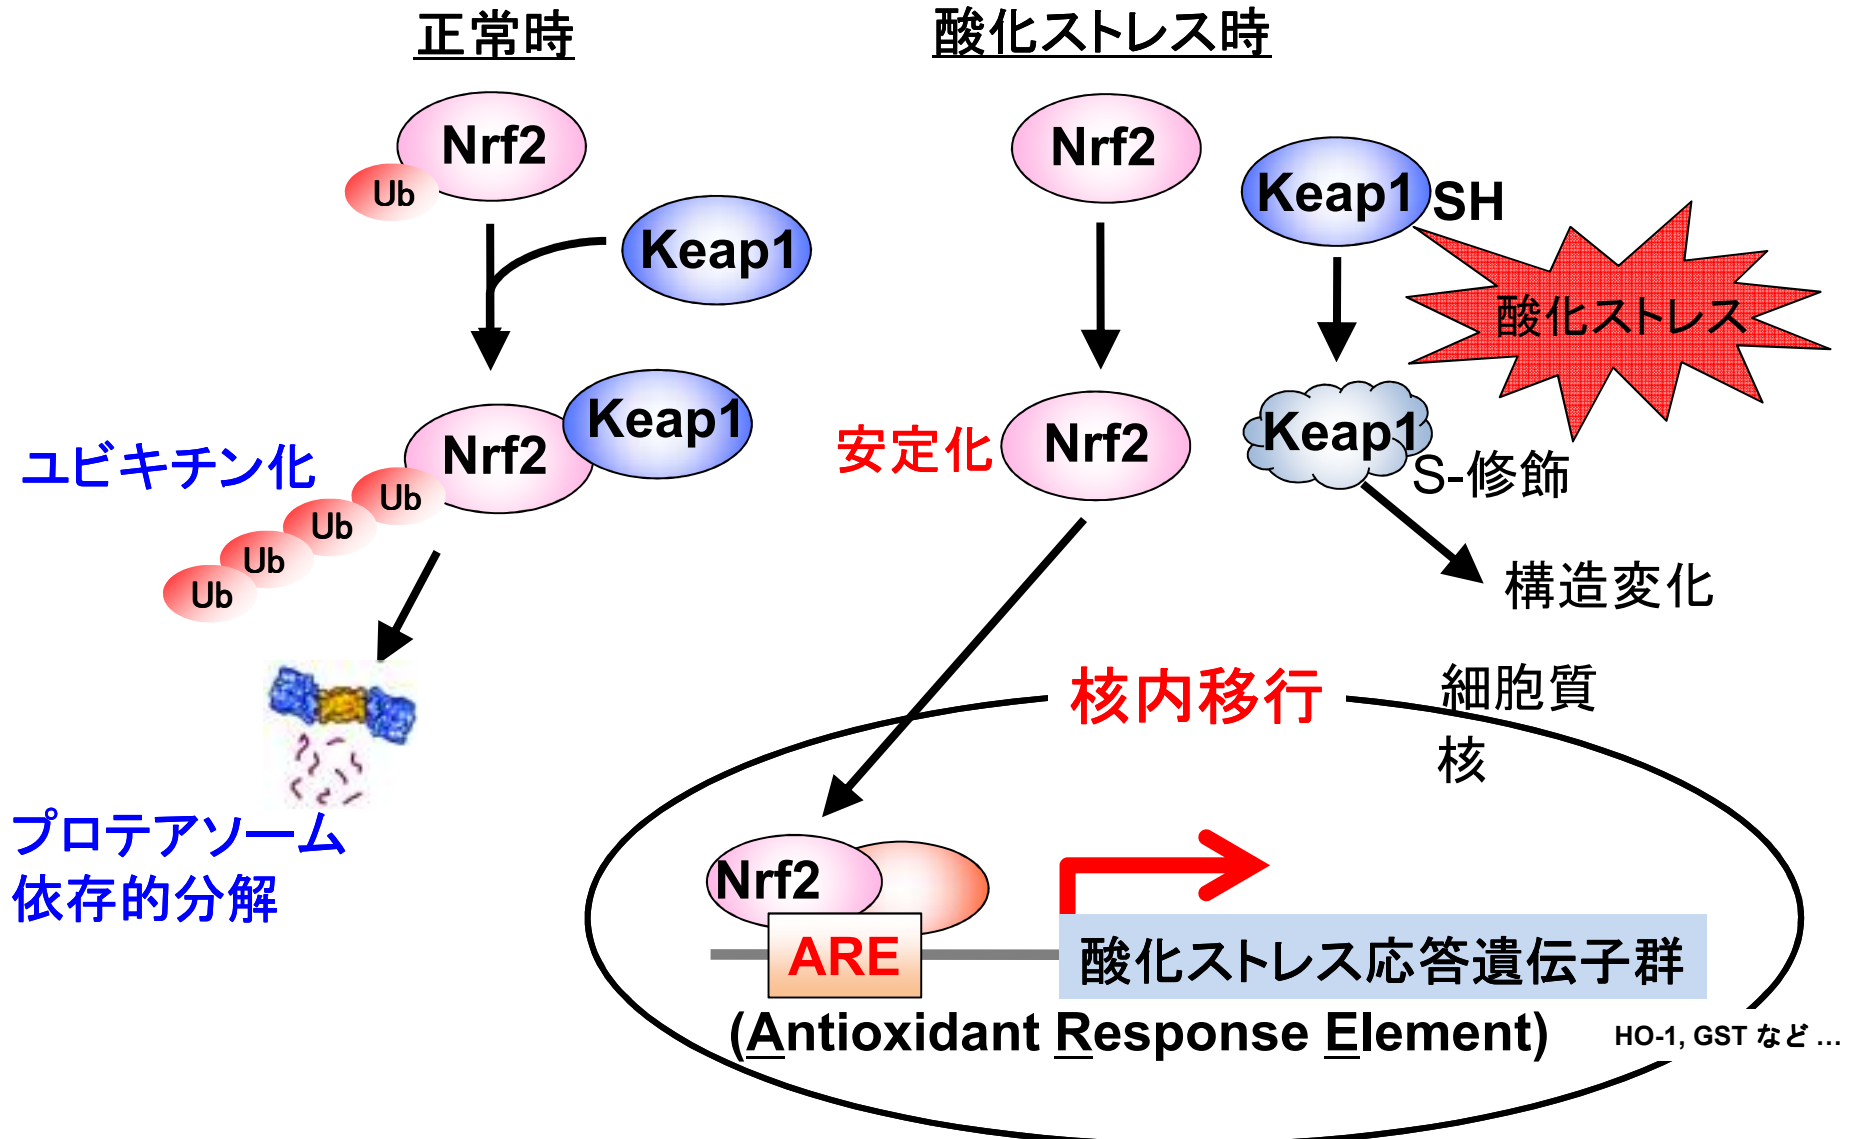 正常時
Nrf2
Ub
Keap1
Nrf2
Keap1
ユビキチン化
Ub
Ub
Ub
Ub
プロテアソーム
依存的分解
酸化ストレス時
Nrf2
Keap1
SH
酸化ストレス
安定化
Nrf2
Keap1
S-修飾
構造変化
核内移行
細胞質
核
Nrf2
ARE
酸化ストレス応答遺伝子群
(Antioxidant Response Element)
HO-1, GST など ...